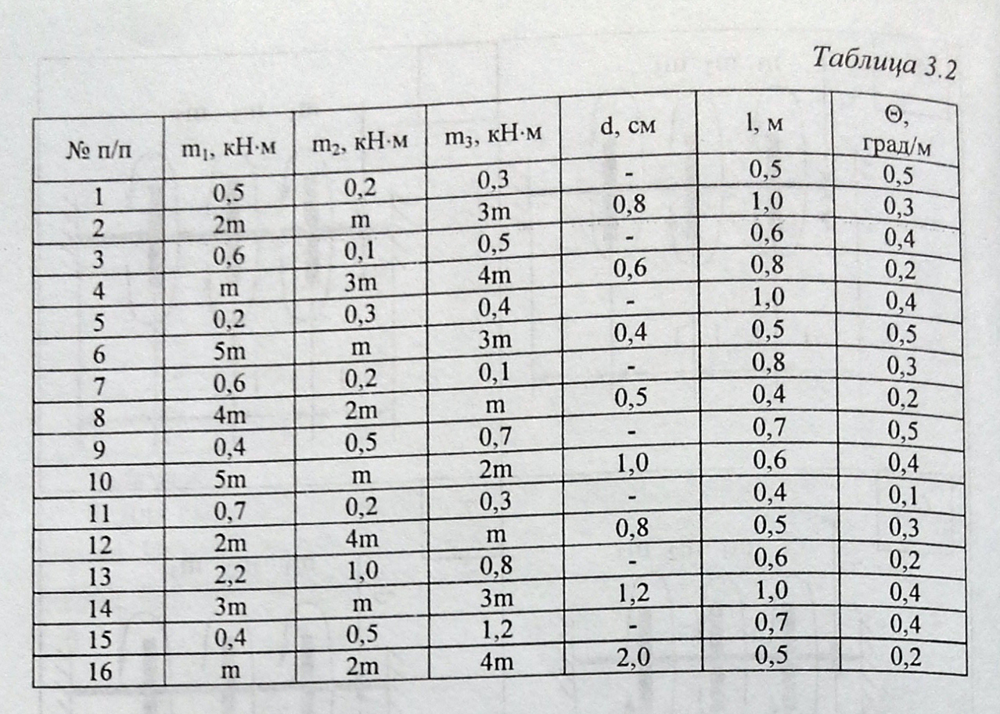 Таблица 3.2
№ п/п m₁, кН·м m₂, кН·м m₃, кН·м d, см l, м Θ, град/м
1 0,5 0,2 0,3 - 0,5 0,5
2 2m m 3m 0,8 1,0 0,3
3 0,6 0,1 0,5 - 0,6 0,4
4 m 3m 4m 0,6 0,8 0,2
5 0,2 0,3 0,4 - 1,0 0,4
6 5m m 3m 0,4 0,5 0,5
7 0,6 0,2 0,1 - 0,8 0,3
8 4m 2m m 0,5 0,4 0,2
9 0,4 0,5 0,7 - 0,7 0,5
10 5m m 2m 1,0 0,6 0,4
11 0,7 0,2 0,3 - 0,4 0,1
12 2m 4m m 0,8 0,5 0,3
13 2,2 1,0 0,8 - 0,6 0,2
14 3m m 3m 1,2 1,0 0,4
15 0,4 0,5 1,2 - 0,7 0,4
16 m 2m 4m 2,0 0,5 0,2